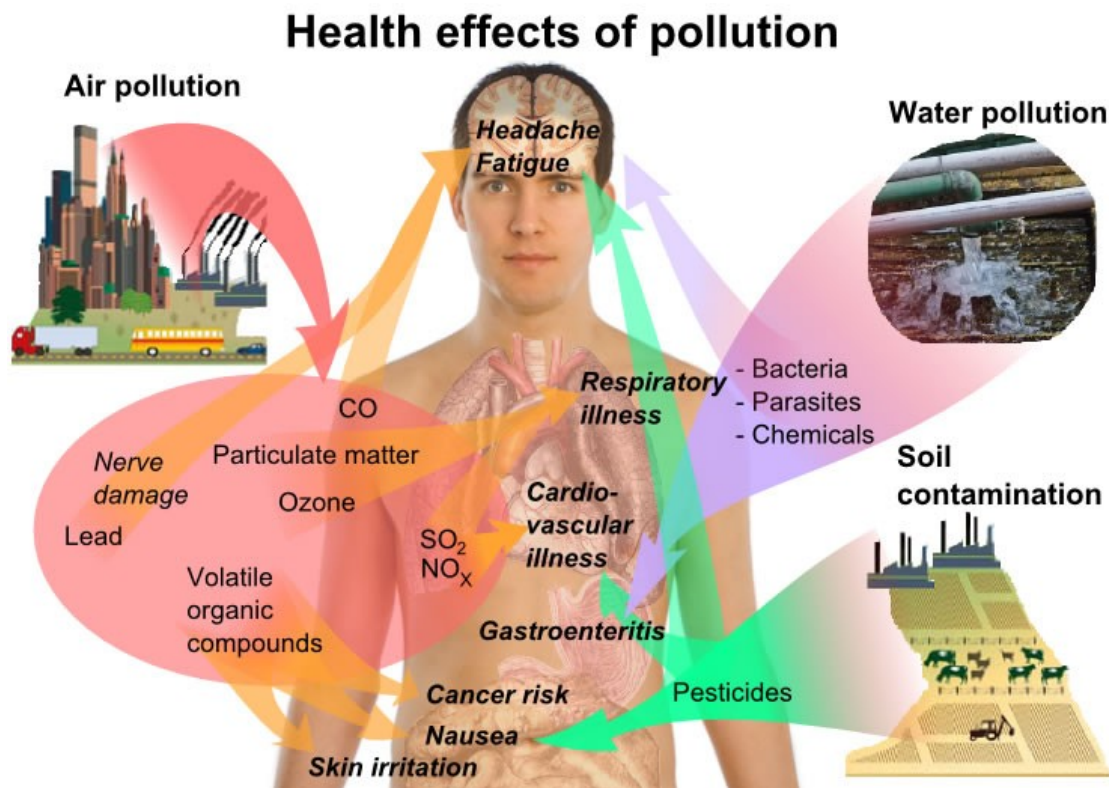 Health effects of pollution
Air pollution
Water pollution
Headache
Fatigue
CO
Particulate matter
Nerve
damage
Ozone
Lead
SO₂
NOₓ
Volatile
organic
compounds
Respiratory
illness
Cardio-
vascular
illness
Gastroenteritis
Cancer risk
Nausea
Skin irritation
- Bacteria
- Parasites
- Chemicals
Soil
contamination
Pesticides